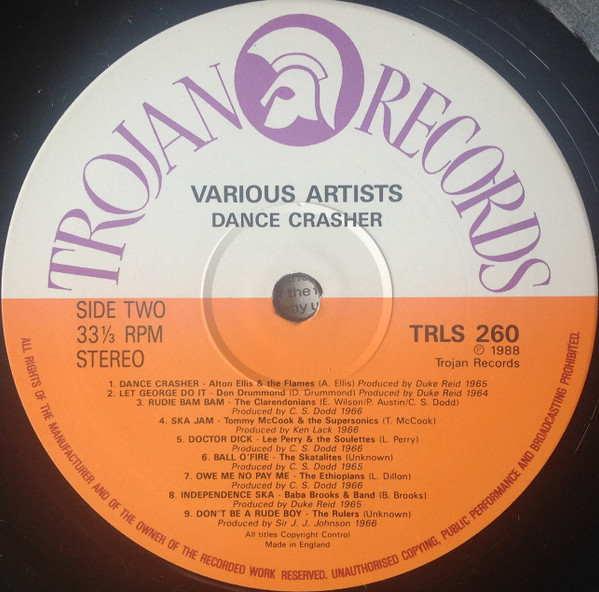 TROJAN RECORDS
VARIOUS ARTISTS
DANCE CRASHER
the
SIDE TWO
33⅓ RPM
STEREO
TRLS 260
℗ 1988
Trojan Records
1. DANCE CRASHER - Alton Ellis & the Flames (A. Ellis) Produced by Duke Reid 1965
2. LET GEORGE DO IT - Don Drummond (D. Drummond) Produced by Duke Reid 1964
3. RUDIE BAM BAM - The Clarendonians (E. Wilson/P. Austin/C. S. Dodd)
Produced by C. S. Dodd 1966
4. SKA JAM - Tommy McCook & the Supersonics (T. McCook)
Produced by Ken Lack 1966
5. DOCTOR DICK - Lee Perry & the Soulettes (L. Perry)
Produced by C. S. Dodd 1966
6. BALL O'FIRE - The Skatalites (Unknown)
Produced by C. S. Dodd 1965
7. OWE ME NO PAY ME - The Ethiopians (L. Dillon)
Produced by C. S. Dodd 1966
8. INDEPENDENCE SKA - Baba Brooks & Band (B. Brooks)
Produced by Duke Reid 1965
9. DON'T BE A RUDE BOY - The Rulers (Unknown)
Produced by Sir J. J. Johnson 1966
All titles Copyright Control
Made in England
ALL RIGHTS OF THE MANUFACTURER AND OF THE OWNER OF THE RECORDED WORK RESERVED. UNAUTHORISED COPYING, PUBLIC PERFORMANCE AND BROADCASTING PROHIBITED.